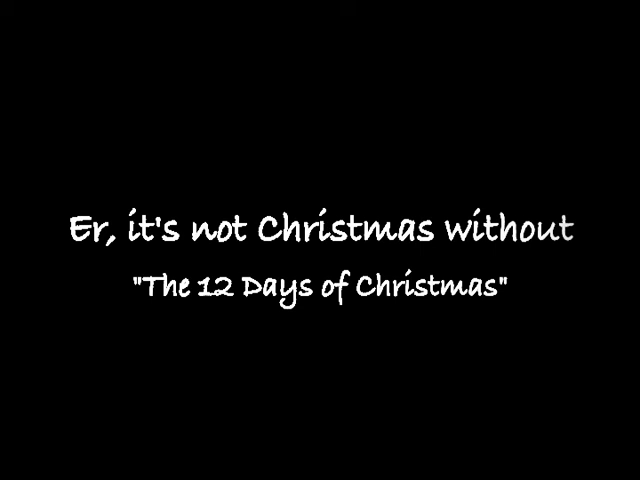 Er, it's not Christmas without
"The 12 Days of Christmas"